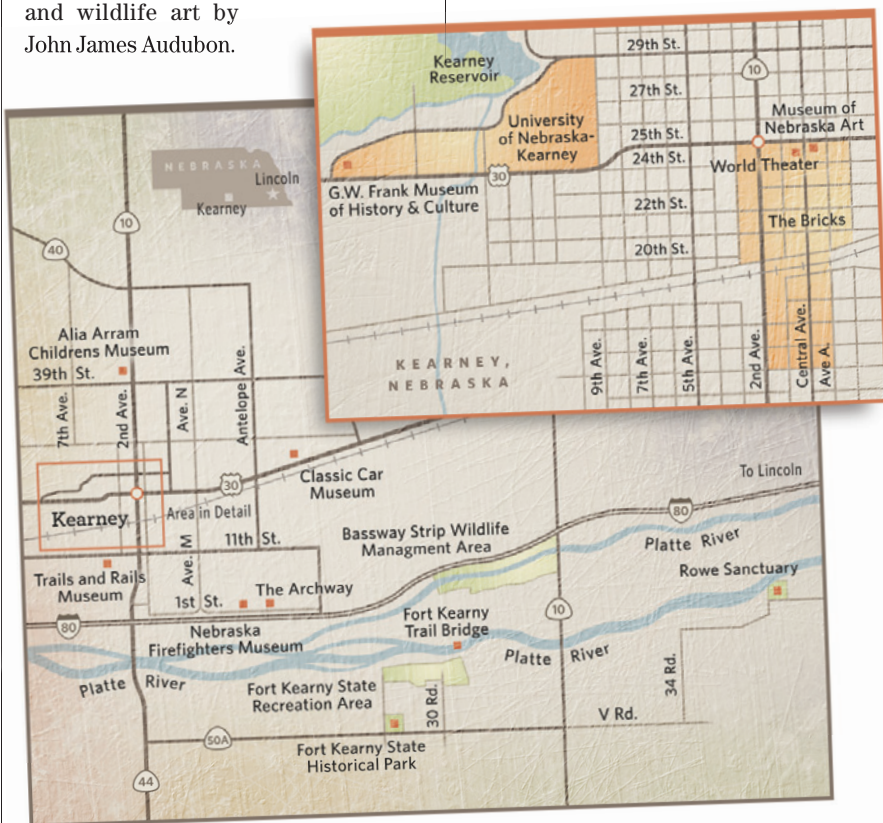 and wildlife art by
John James Audubon.
Kearney
Reservoir
29th St.
10
27th St.
Museum of
Nebraska Art
University
of Nebraska-
Kearney
25th St.
24th St.
World Theater
30
G.W. Frank Museum
of History & Culture
22th St.
The Bricks
20th St.
KEARNEY,
NEBRASKA
9th Ave.
7th Ave.
5th Ave.
2nd Ave.
Central Ave.
Ave A.
NEBRASKA
Lincoln
Kearney
10
40
Alia Arram
Childrens Museum
39th St.
7th Ave.
2nd Ave.
Ave. N
Antelope Ave.
Classic Car
Museum
30
To Lincoln
Kearney
Area in Detail
80
Bassway Strip Wildlife
Managment Area
11th St.
Platte River
Ave. M
Trails and Rails
Museum
Rowe Sanctuary
The Archway
1st St.
80
Nebraska
Firefighters Museum
Fort Kearny
Trail Bridge
10
Platte River
Platte River
Fort Kearny State
Recreation Area
30 Rd.
34 Rd.
V Rd.
50A
Fort Kearny State
Historical Park
44